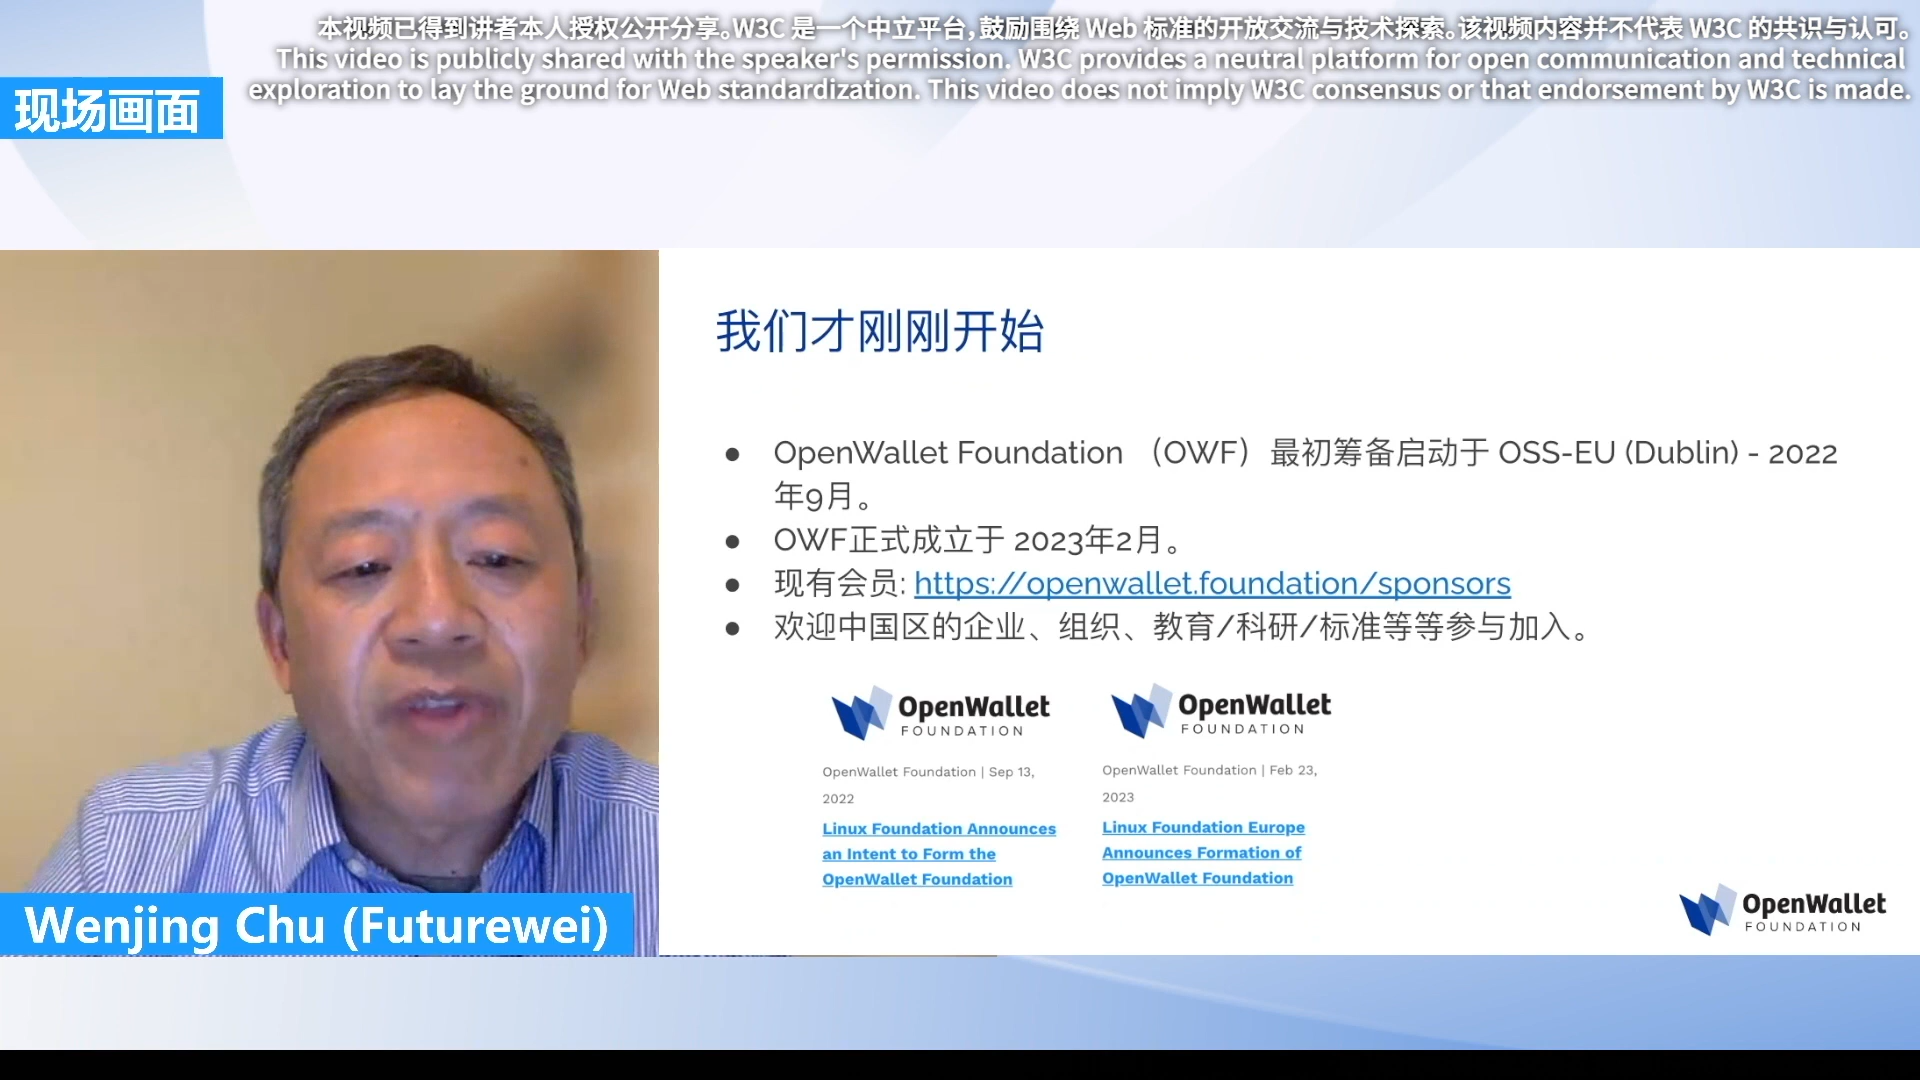 本视频已得到讲者本人授权公开分享。W3C 是一个中立平台，鼓励围绕 Web 标准的开放交流与技术探索。该视频内容并不代表 W3C 的共识与认可。
This video is publicly shared with the speaker's permission. W3C provides a neutral platform for open communication and technical
exploration to lay the ground for Web standardization. This video does not imply W3C consensus or that endorsement by W3C is made.
现场画面
我们才刚刚开始
● OpenWallet Foundation （OWF）最初筹备启动于 OSS-EU (Dublin) - 2022
年9月。
● OWF正式成立于 2023年2月。
● 现有会员: https://openwallet.foundation/sponsors
● 欢迎中国区的企业、组织、教育/科研/标准等等参与加入。
OpenWallet
FOUNDATION
OpenWallet Foundation | Sep 13,
2022
Linux Foundation Announces
an Intent to Form the
OpenWallet Foundation
OpenWallet
FOUNDATION
OpenWallet Foundation | Feb 23,
2023
Linux Foundation Europe
Announces Formation of
OpenWallet Foundation
OpenWallet
FOUNDATION
Wenjing Chu (Futurewei)